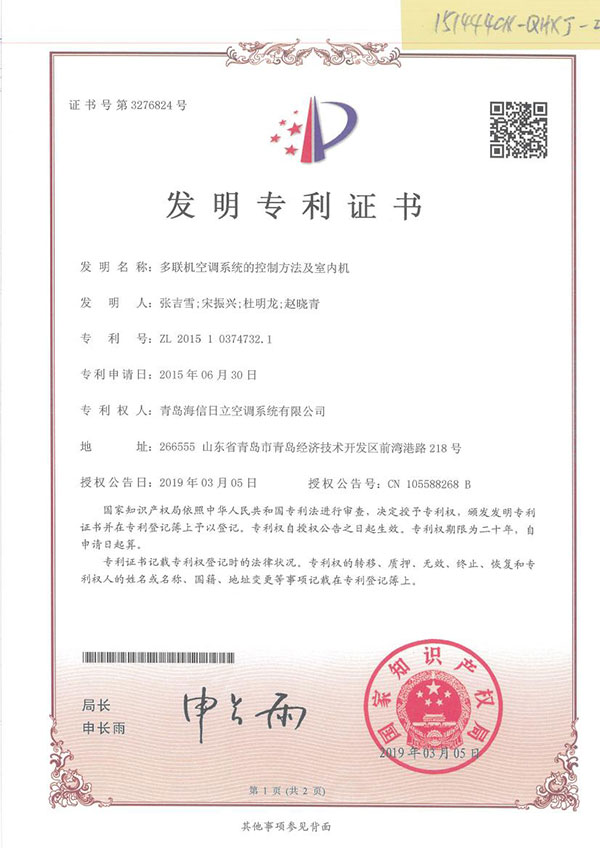 151444CN-QHXJ-2
证书号第3276824号
发明专利证书
发明名称：多联机空调系统的控制方法及室内机
发明人：张吉雪;宋振兴;杜明龙;赵晓青
专利号：ZL 2015 1 0374732.1
专利申请日：2015年06月30日
专利权人：青岛海信日立空调系统有限公司
地址：266555 山东省青岛市青岛经济技术开发区前湾港路218号
授权公告日：2019年03月05日 授权公告号：CN 105588268 B
国家知识产权局依照中华人民共和国专利法进行审查，决定授予专利权，颁发发明专利
证书并在专利登记簿上予以登记。专利权自授权公告之日起生效。专利权期限为二十年，自
申请日起算。
专利证书记载专利权登记时的法律状况。专利权的转移、质押、无效、终止、恢复和专
利权人的姓名或名称、国籍、地址变更等事项记载在专利登记簿上。
局长
申长雨
申长雨
国家知识产权局
2019年03月05日
第1页(共2页)
其他事项参见背面